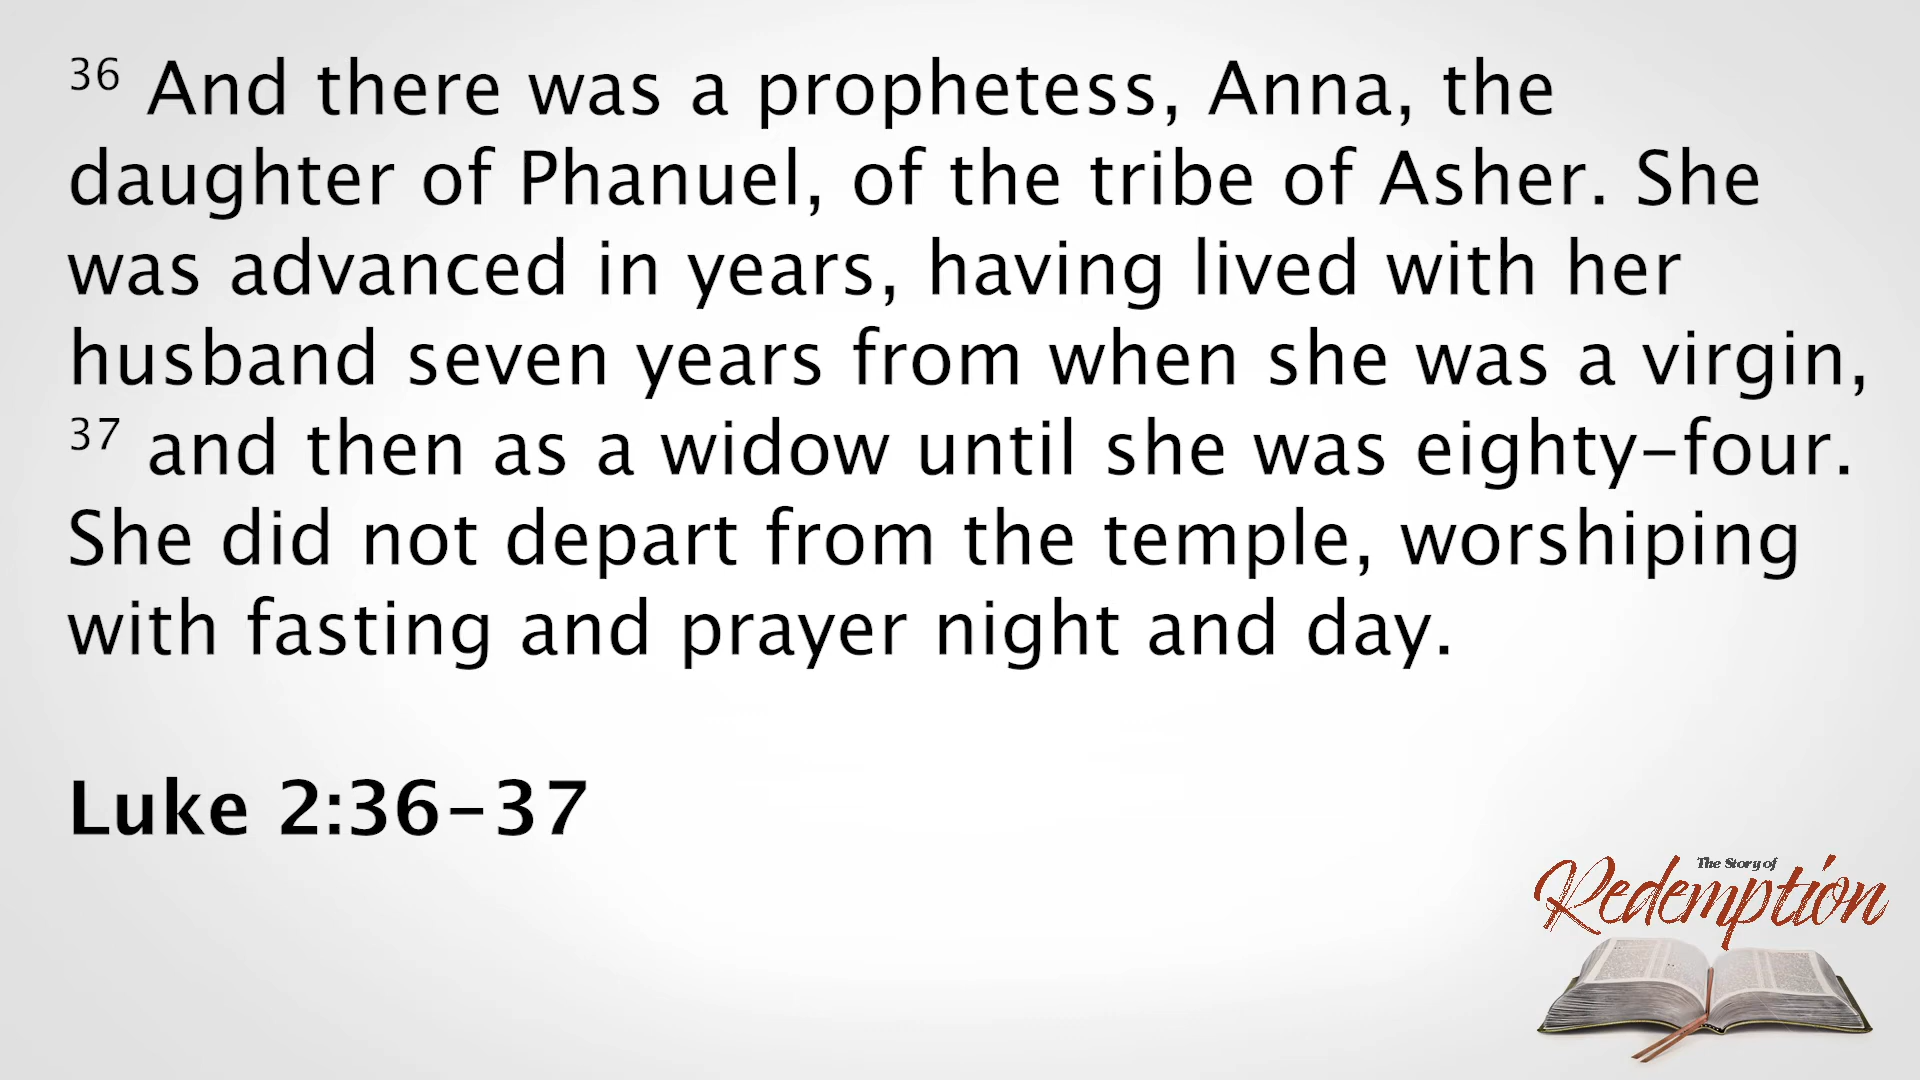 36 And there was a prophetess, Anna, the
daughter of Phanuel, of the tribe of Asher. She
was advanced in years, having lived with her
husband seven years from when she was a virgin,
37 and then as a widow until she was eighty-four.
She did not depart from the temple, worshiping
with fasting and prayer night and day.
Luke 2:36-37
The Story of
Redemption